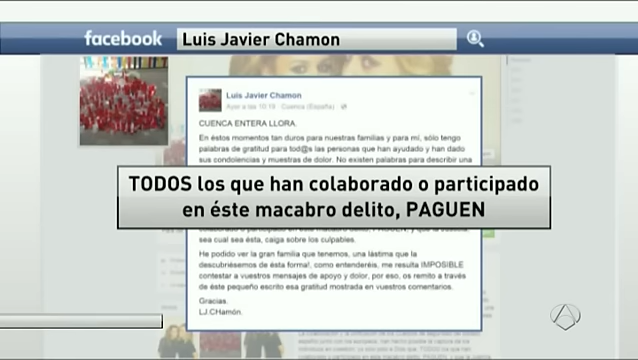 facebook
Luis Javier Chamon
Luis Javier Chamon
Ayer a las 10:19 · Cuenca (España)
CUENCA ENTERA LLORA.
En éstos momentos tan duros para nuestras familias y para mí, sólo tengo
palabras de gratitud para tod@s las personas que han ayudado y han dado
sus condolencias y muestras de dolor. No existen palabras para describir una
TODOS los que han colaborado o participado
en éste macabro delito, PAGUEN
sea cual sea ésta, caiga sobre los culpables.
He podido ver la gran familia que tenemos, una lástima que la
descubriésemos de ésta forma!, como entenderéis, me resulta IMPOSIBLE
contestar a vuestros mensajes de apoyo y dolor, por eso, os remito a través
de éste pequeño escrito esa gratitud mostrada en vuestros comentarios.
Gracias.
LJ.CHamón.